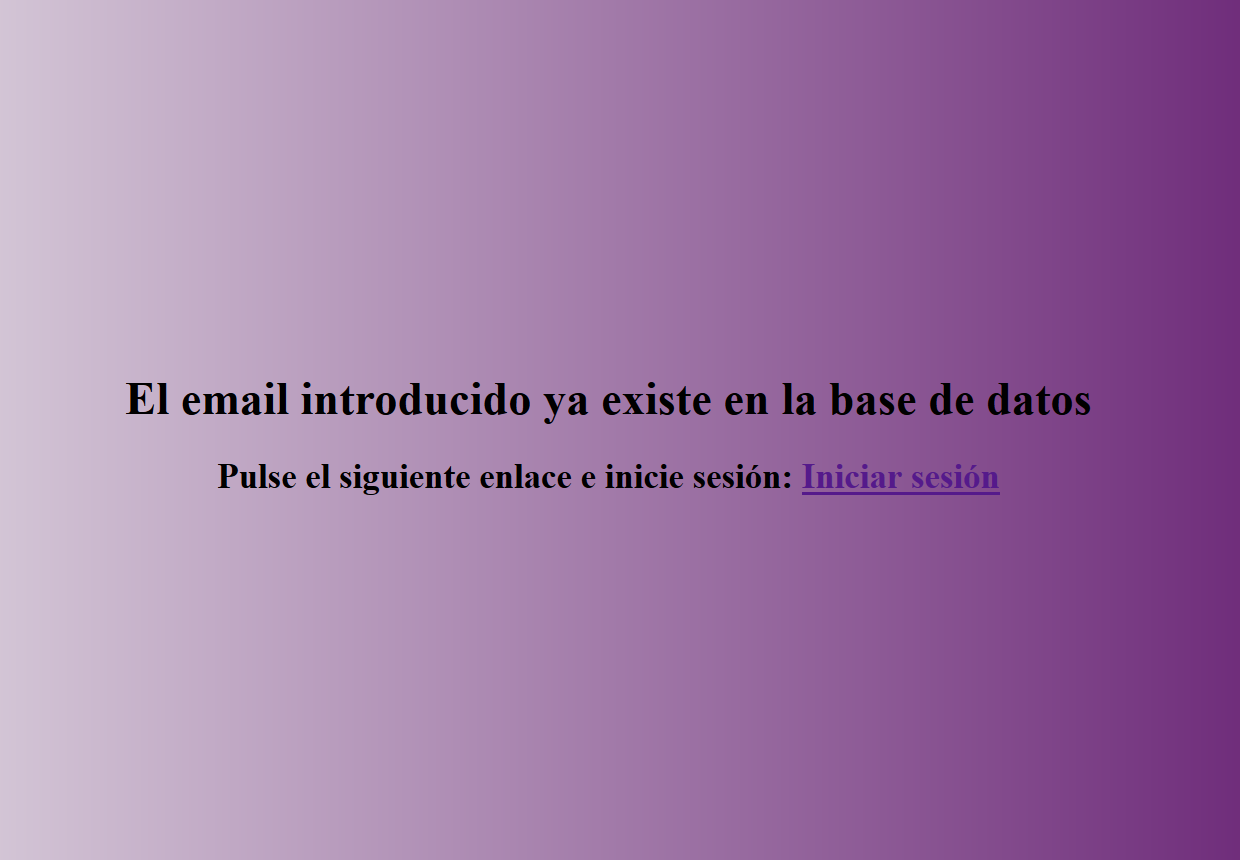 El email introducido ya existe en la base de datos
Pulse el siguiente enlace e inicie sesión: Iniciar sesión